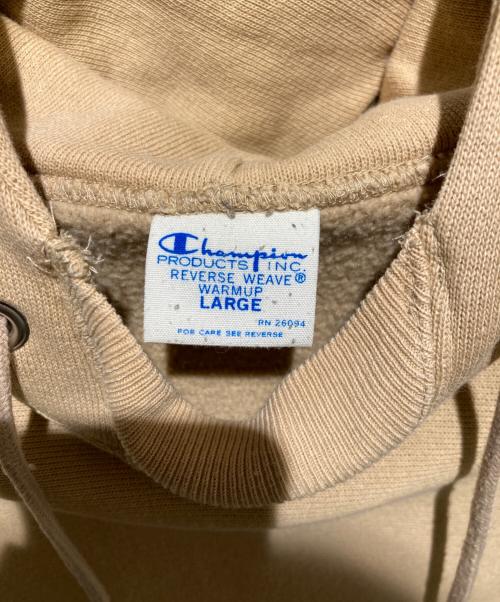 Champion
PRODUCTS INC.
REVERSE WEAVE®
WARMUP
LARGE
RN 26094
FOR CARE SEE REVERSE